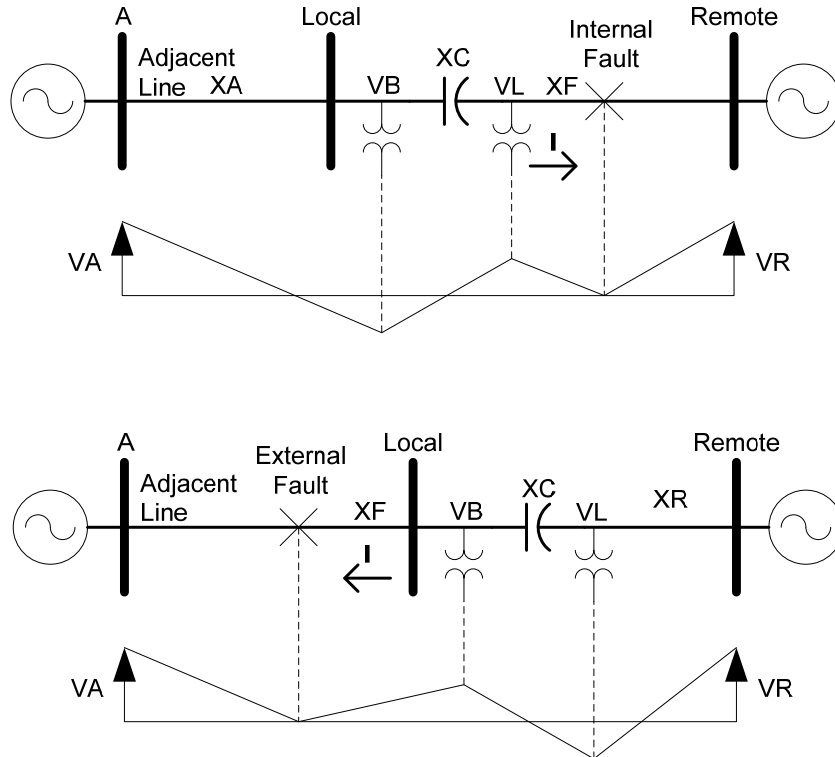 A
Local
Remote
Adjacent
Line
XA
VB
XC
VL
XF
Internal
Fault
I
VA
VR
A
Local
Remote
Adjacent
Line
External
Fault
XF
VB
XC
VL
XR
I
VA
VR